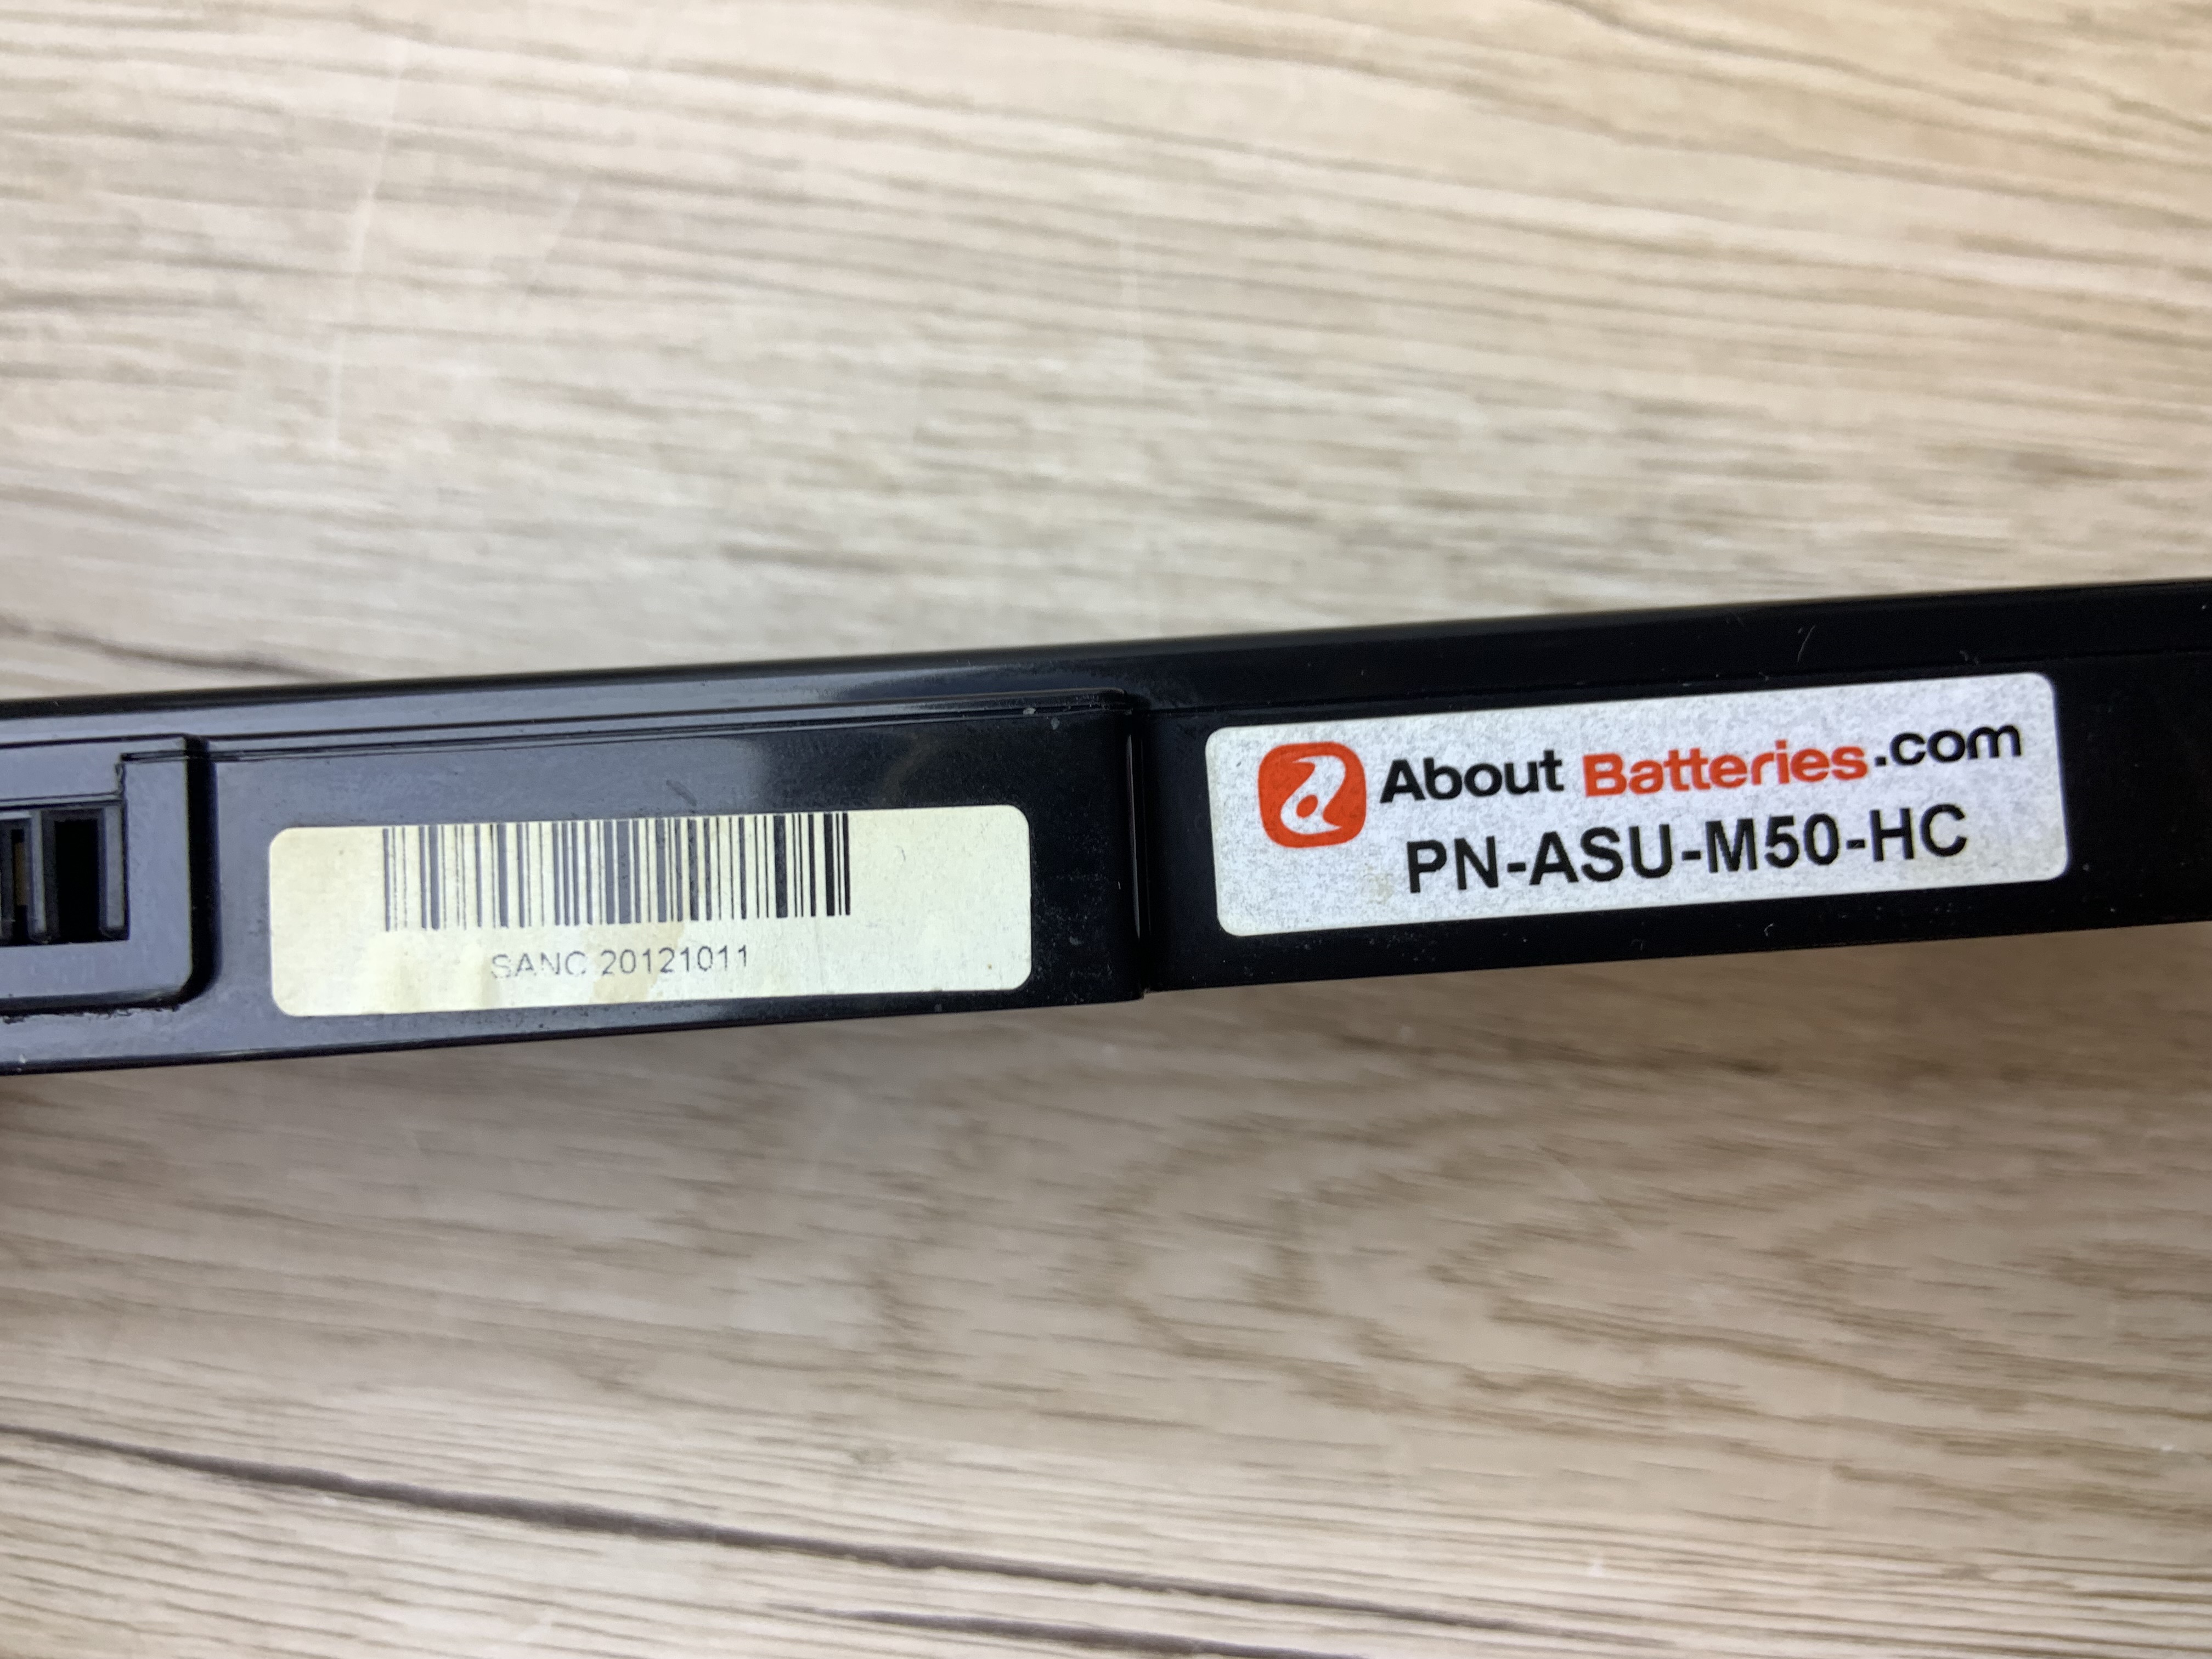 SANC 20121011
About Batteries.com
PN-ASU-M50-HC